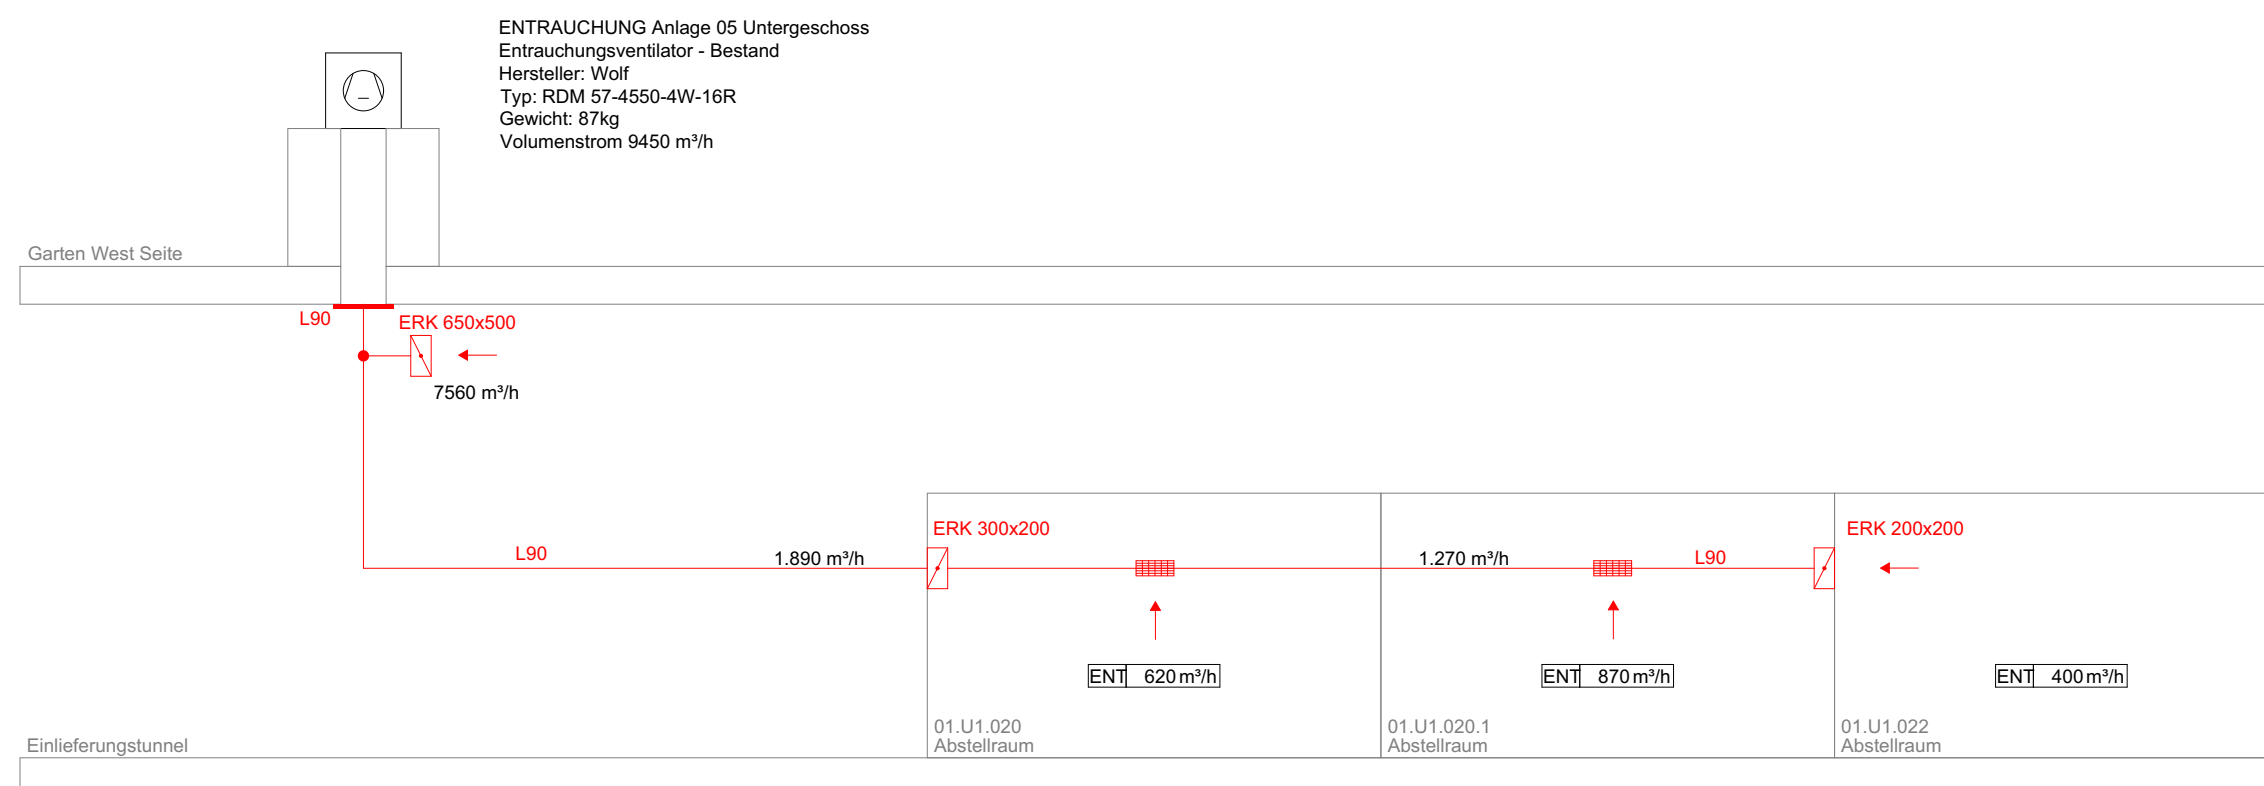 ENTRAUCHUNG Anlage 05 Untergeschoss
Entrauchungsventilator - Bestand
Hersteller: Wolf
Typ: RDM 57-4550-4W-16R
Gewicht: 87kg
Volumenstrom 9450 m³/h
Garten West Seite
L90
ERK 650x500
7560 m³/h
ERK 300x200
ERK 200x200
L90
1.890 m³/h
1.270 m³/h
L90
ENT 620 m³/h
ENT 870 m³/h
ENT 400 m³/h
01.U1.020
Abstellraum
01.U1.020.1
Abstellraum
01.U1.022
Abstellraum
Einlieferungstunnel